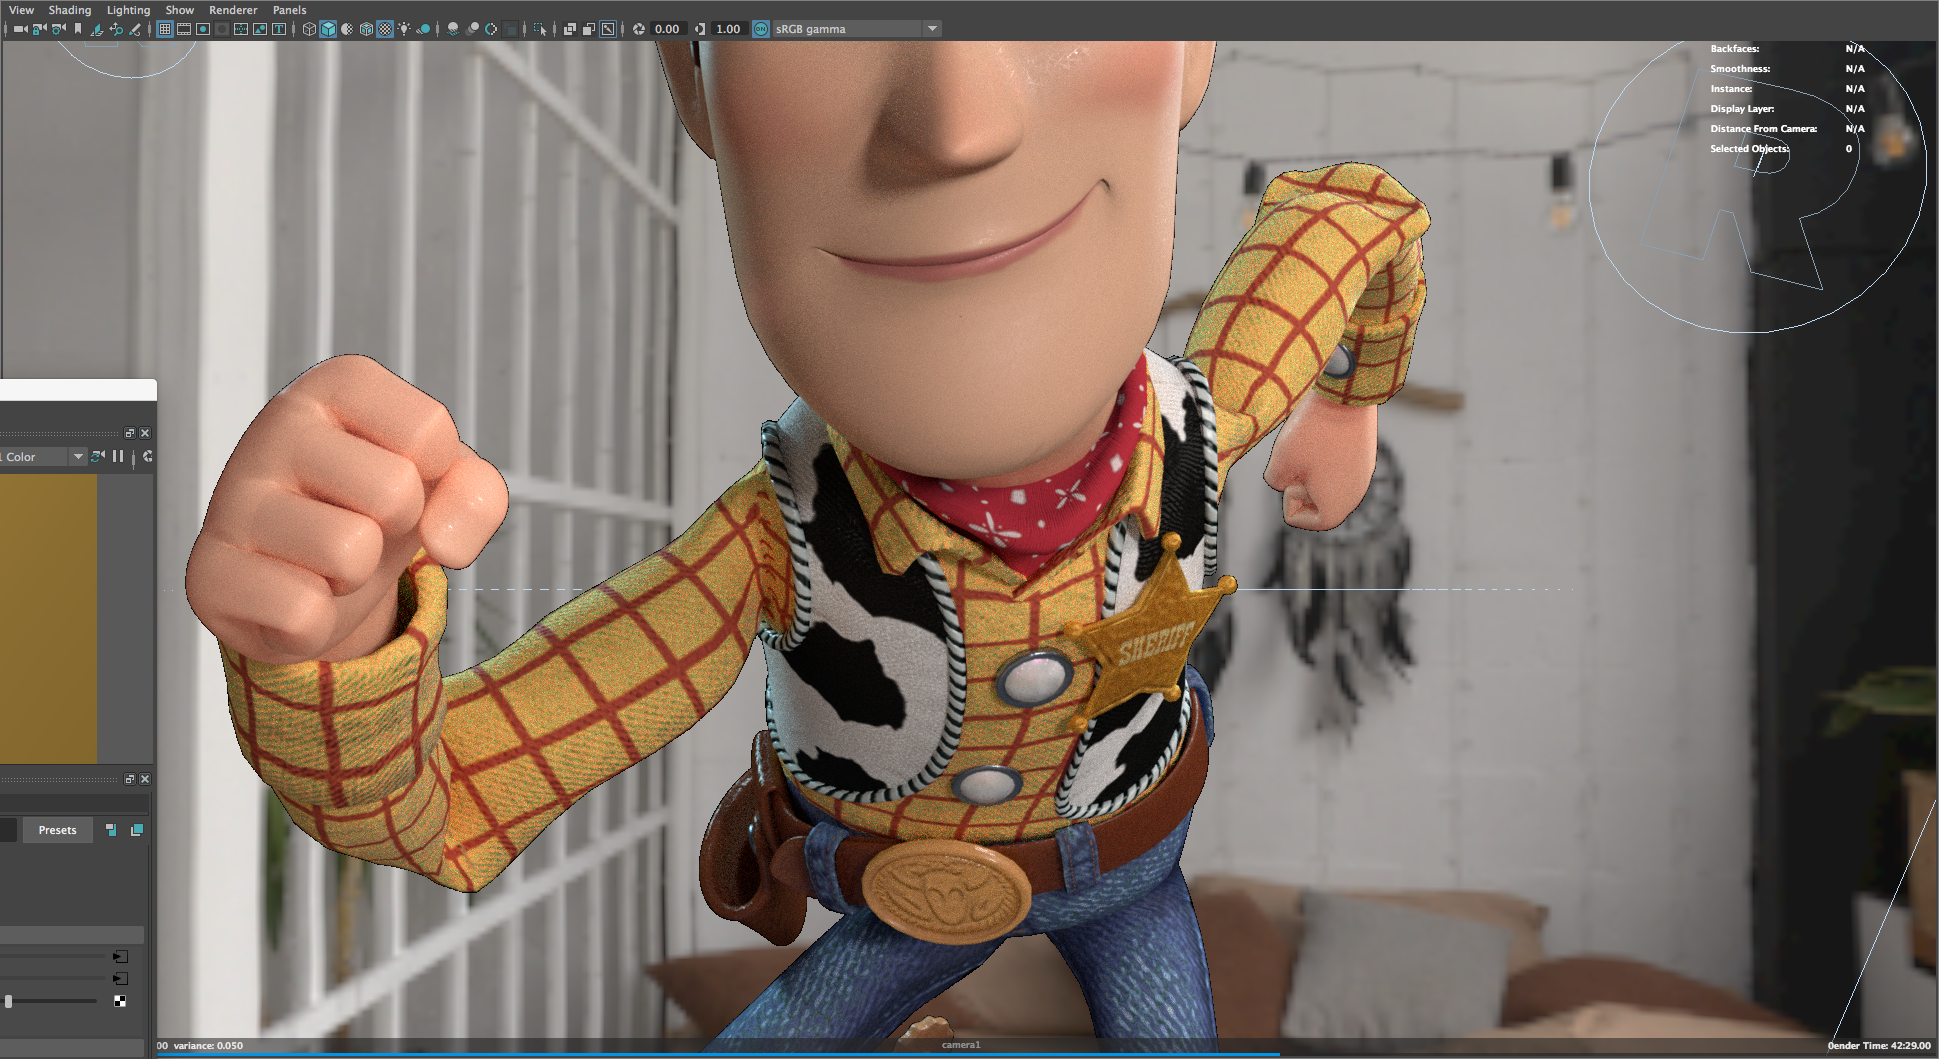 View Shading Lighting Show Renderer Panels
0.00 1.00 ON sRGB gamma
Backfaces: N/A
Smoothness: N/A
Instance: N/A
Display Layer: N/A
Distance From Camera: N/A
Selected Objects: 0
Color
SHERIFF
Presets
00 variance: 0.050
camera1
0ender Time: 42:29.00